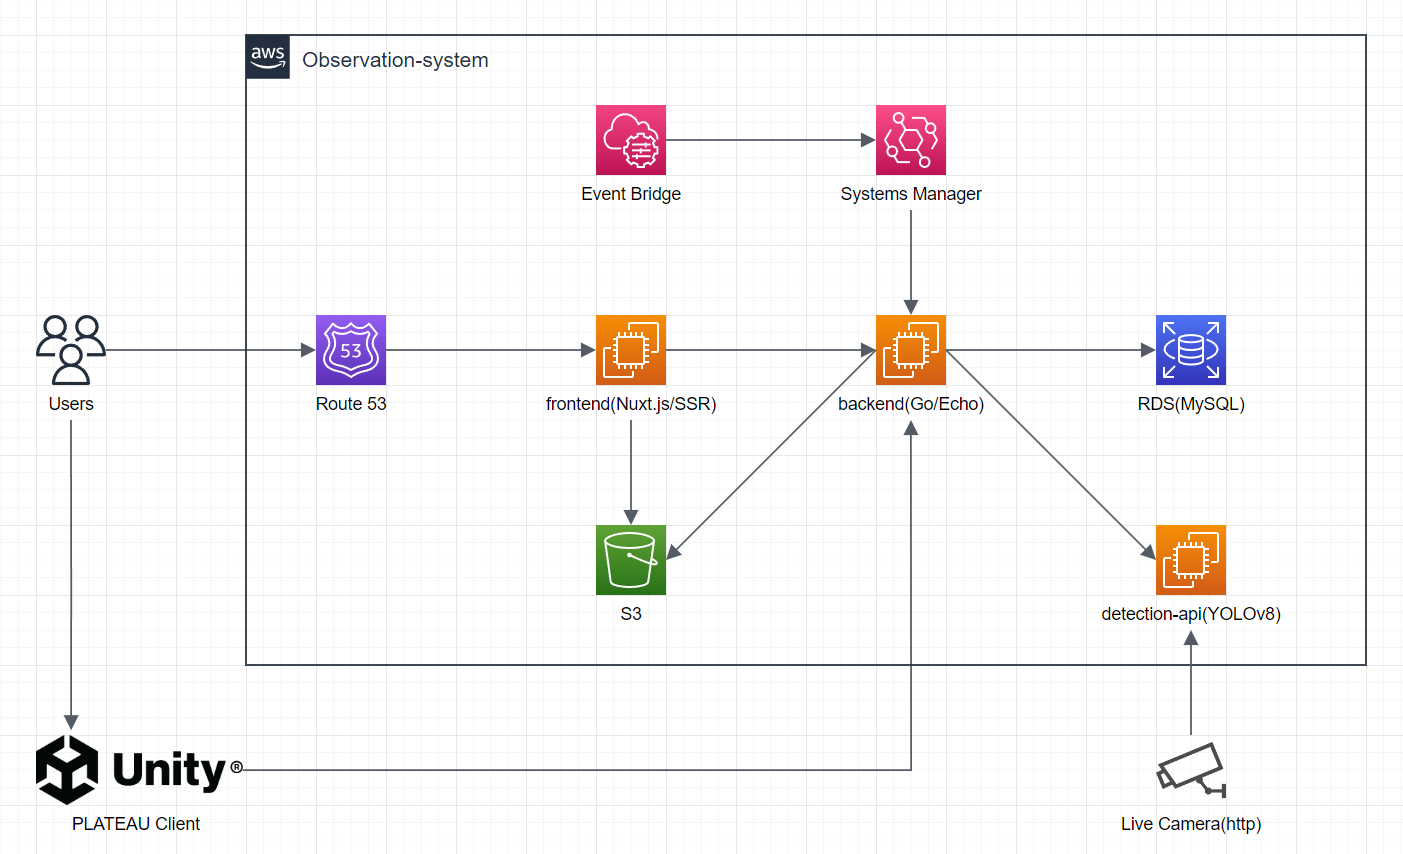 aws
Observation-system
Event Bridge
Systems Manager
53
Users
Route 53
frontend(Nuxt.js/SSR)
backend(Go/Echo)
RDS(MySQL)
S3
detection-api(YOLOv8)
Unity®
PLATEAU Client
Live Camera(http)